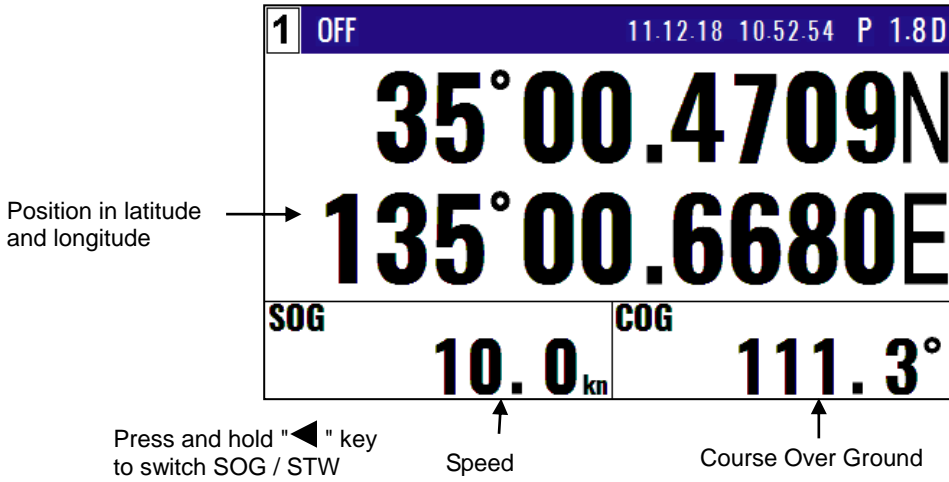 1 OFF 11-12-18 10-52-54 P 1.8D
35°00.4709N
Position in latitude
and longitude
135°00.6680E
SOG COG
10.0kn 111.3°
Press and hold "◀ " key
to switch SOG / STW
Speed
Course Over Ground